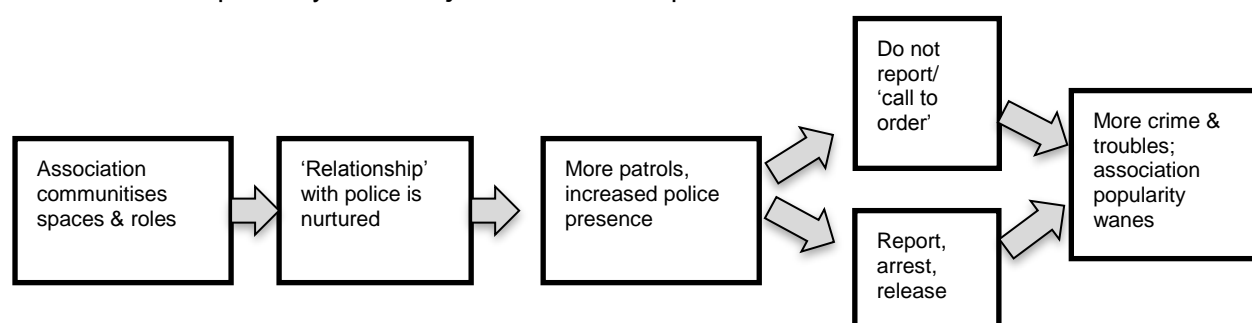 Association
communitises
spaces & roles
‘Relationship’
with police is
nurtured
More patrols,
increased police
presence
Do not
report/
‘call to
order’
Report,
arrest,
release
More crime &
troubles;
association
popularity
wanes